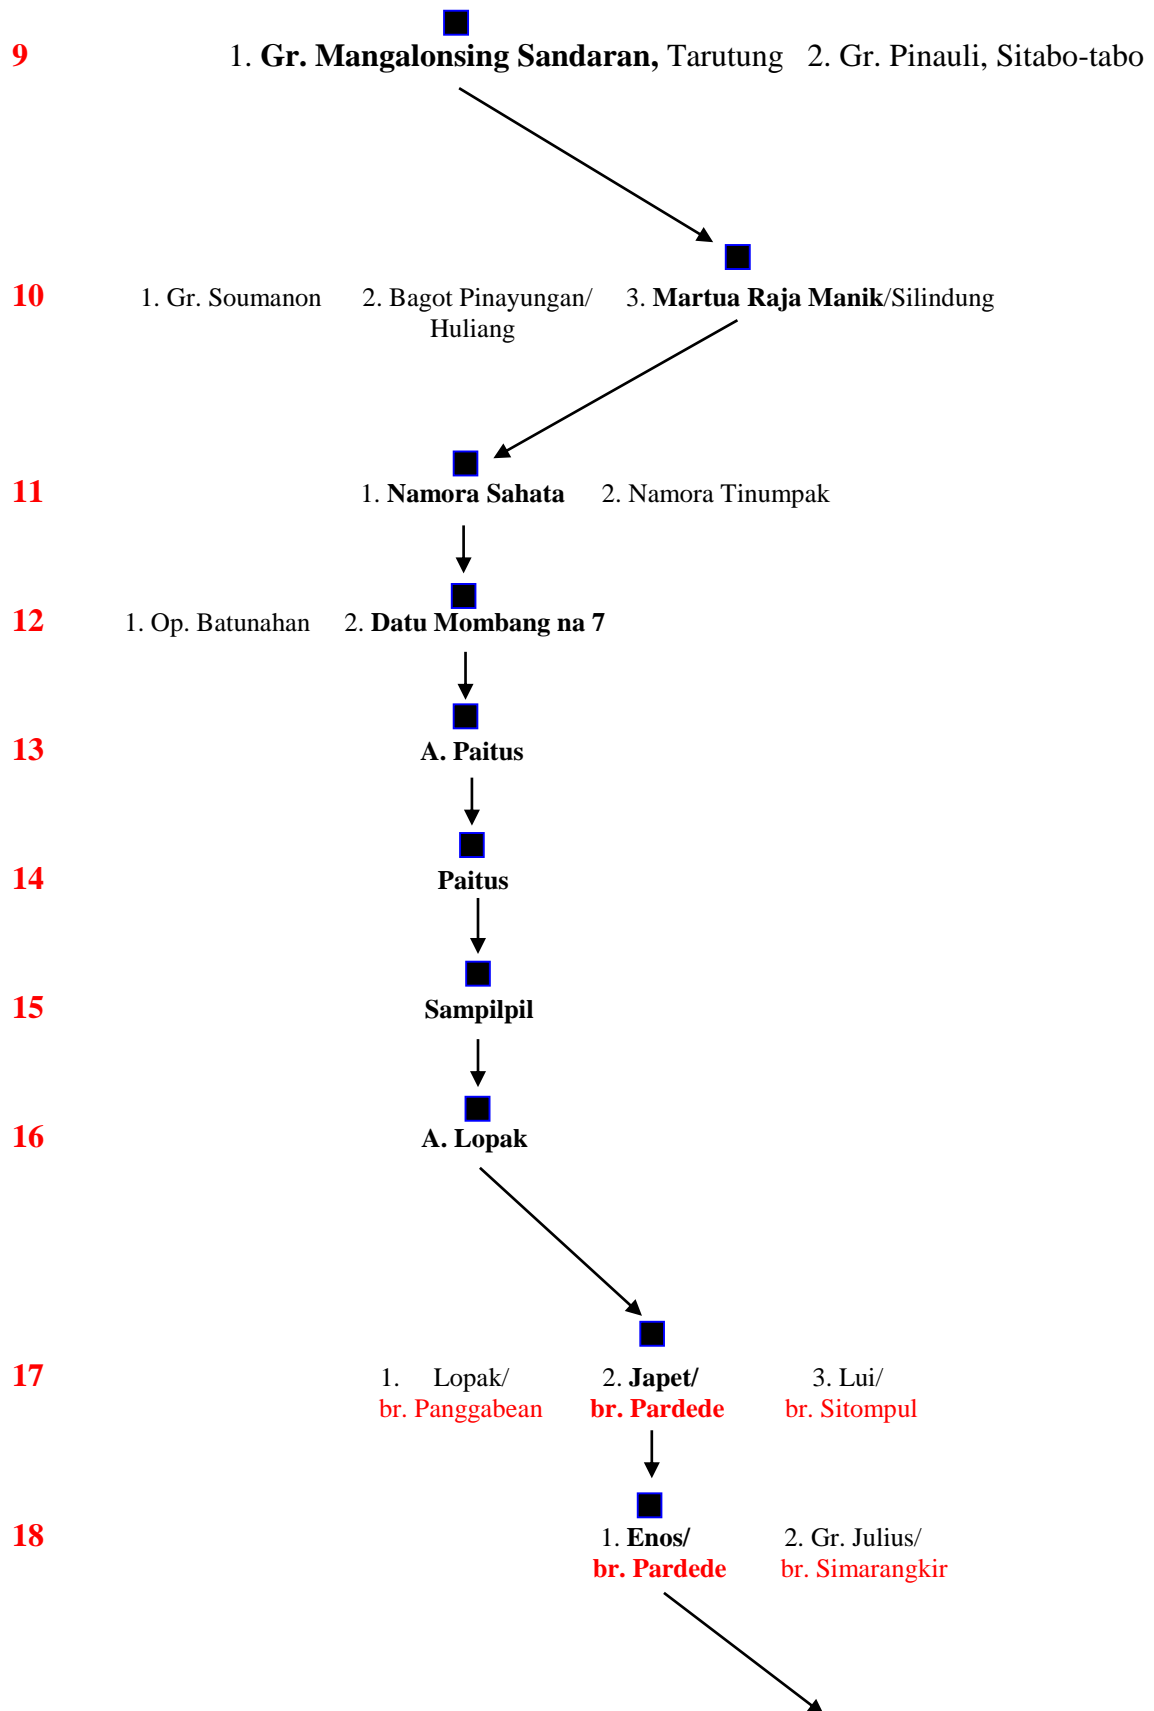 9 1. Gr. Mangalonsing Sandaran, Tarutung 2. Gr. Pinauli, Sitabo-tabo
10 1. Gr. Soumanon 2. Bagot Pinayungan/ 3. Martua Raja Manik/Silindung
Huliang
11 1. Namora Sahata 2. Namora Tinumpak
12 1. Op. Batunahan 2. Datu Mombang na 7
13 A. Paitus
14 Paitus
15 Sampilpil
16 A. Lopak
17 1. Lopak/ 2. Japet/ 3. Lui/
br. Panggabean br. Pardede br. Sitompul
18 1. Enos/ 2. Gr. Julius/
br. Pardede br. Simarangkir